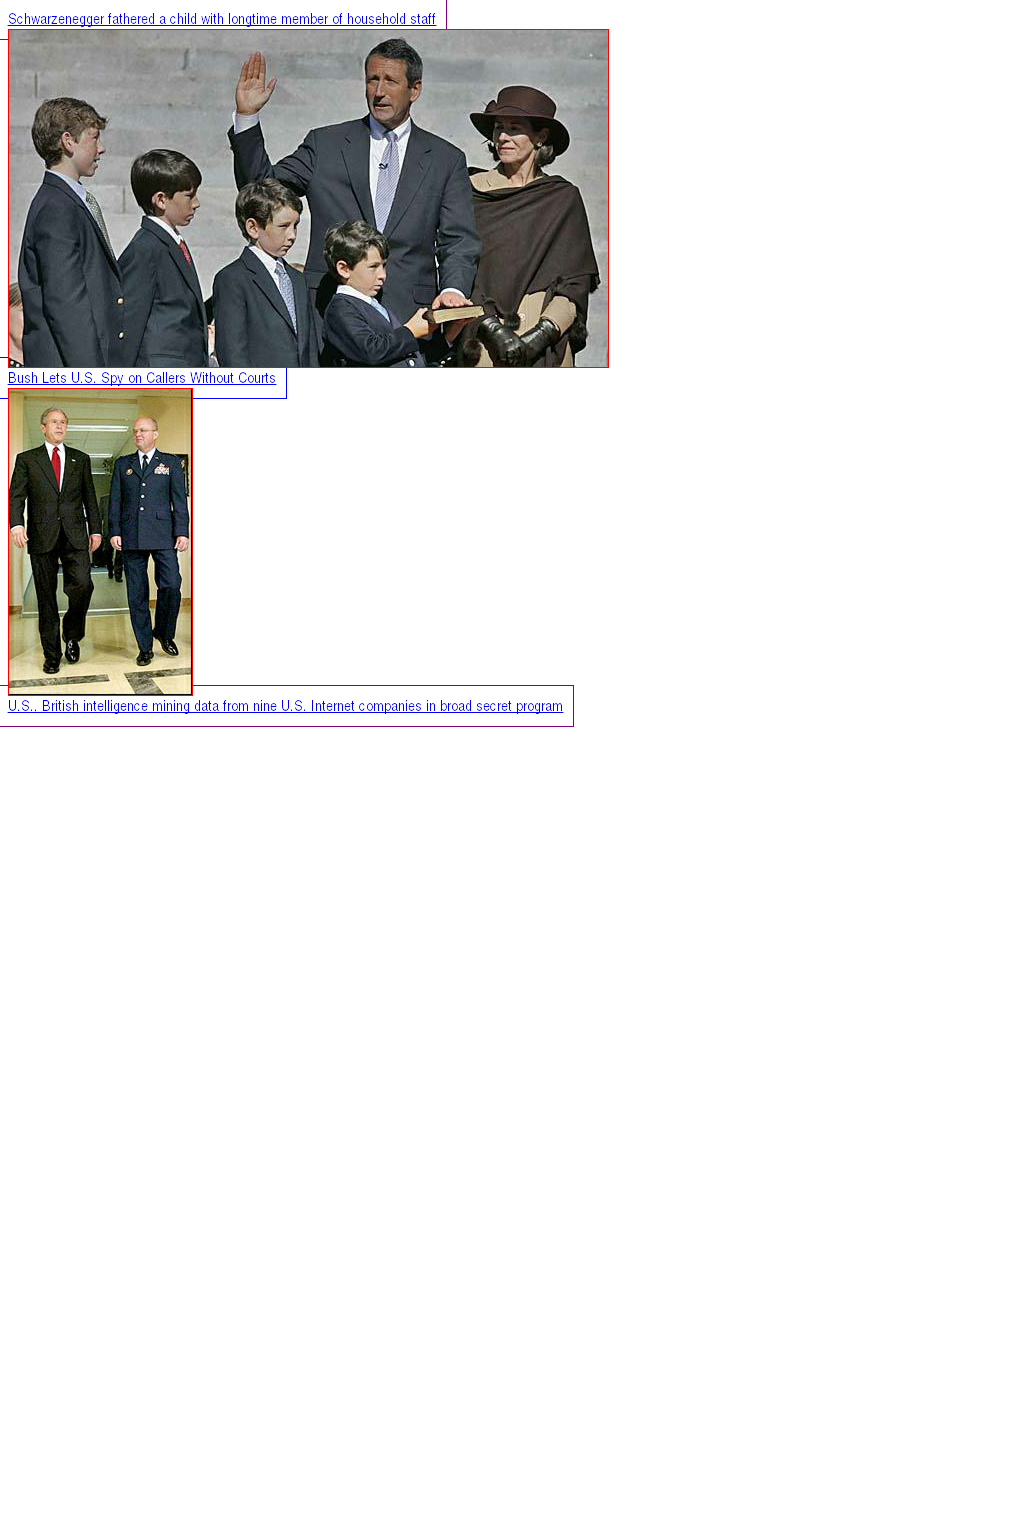 Schwarzenegger fathered a child with longtime member of household staff
Bush Lets U.S. Spy on Callers Without Courts
U.S., British intelligence mining data from nine U.S. Internet companies in broad secret program